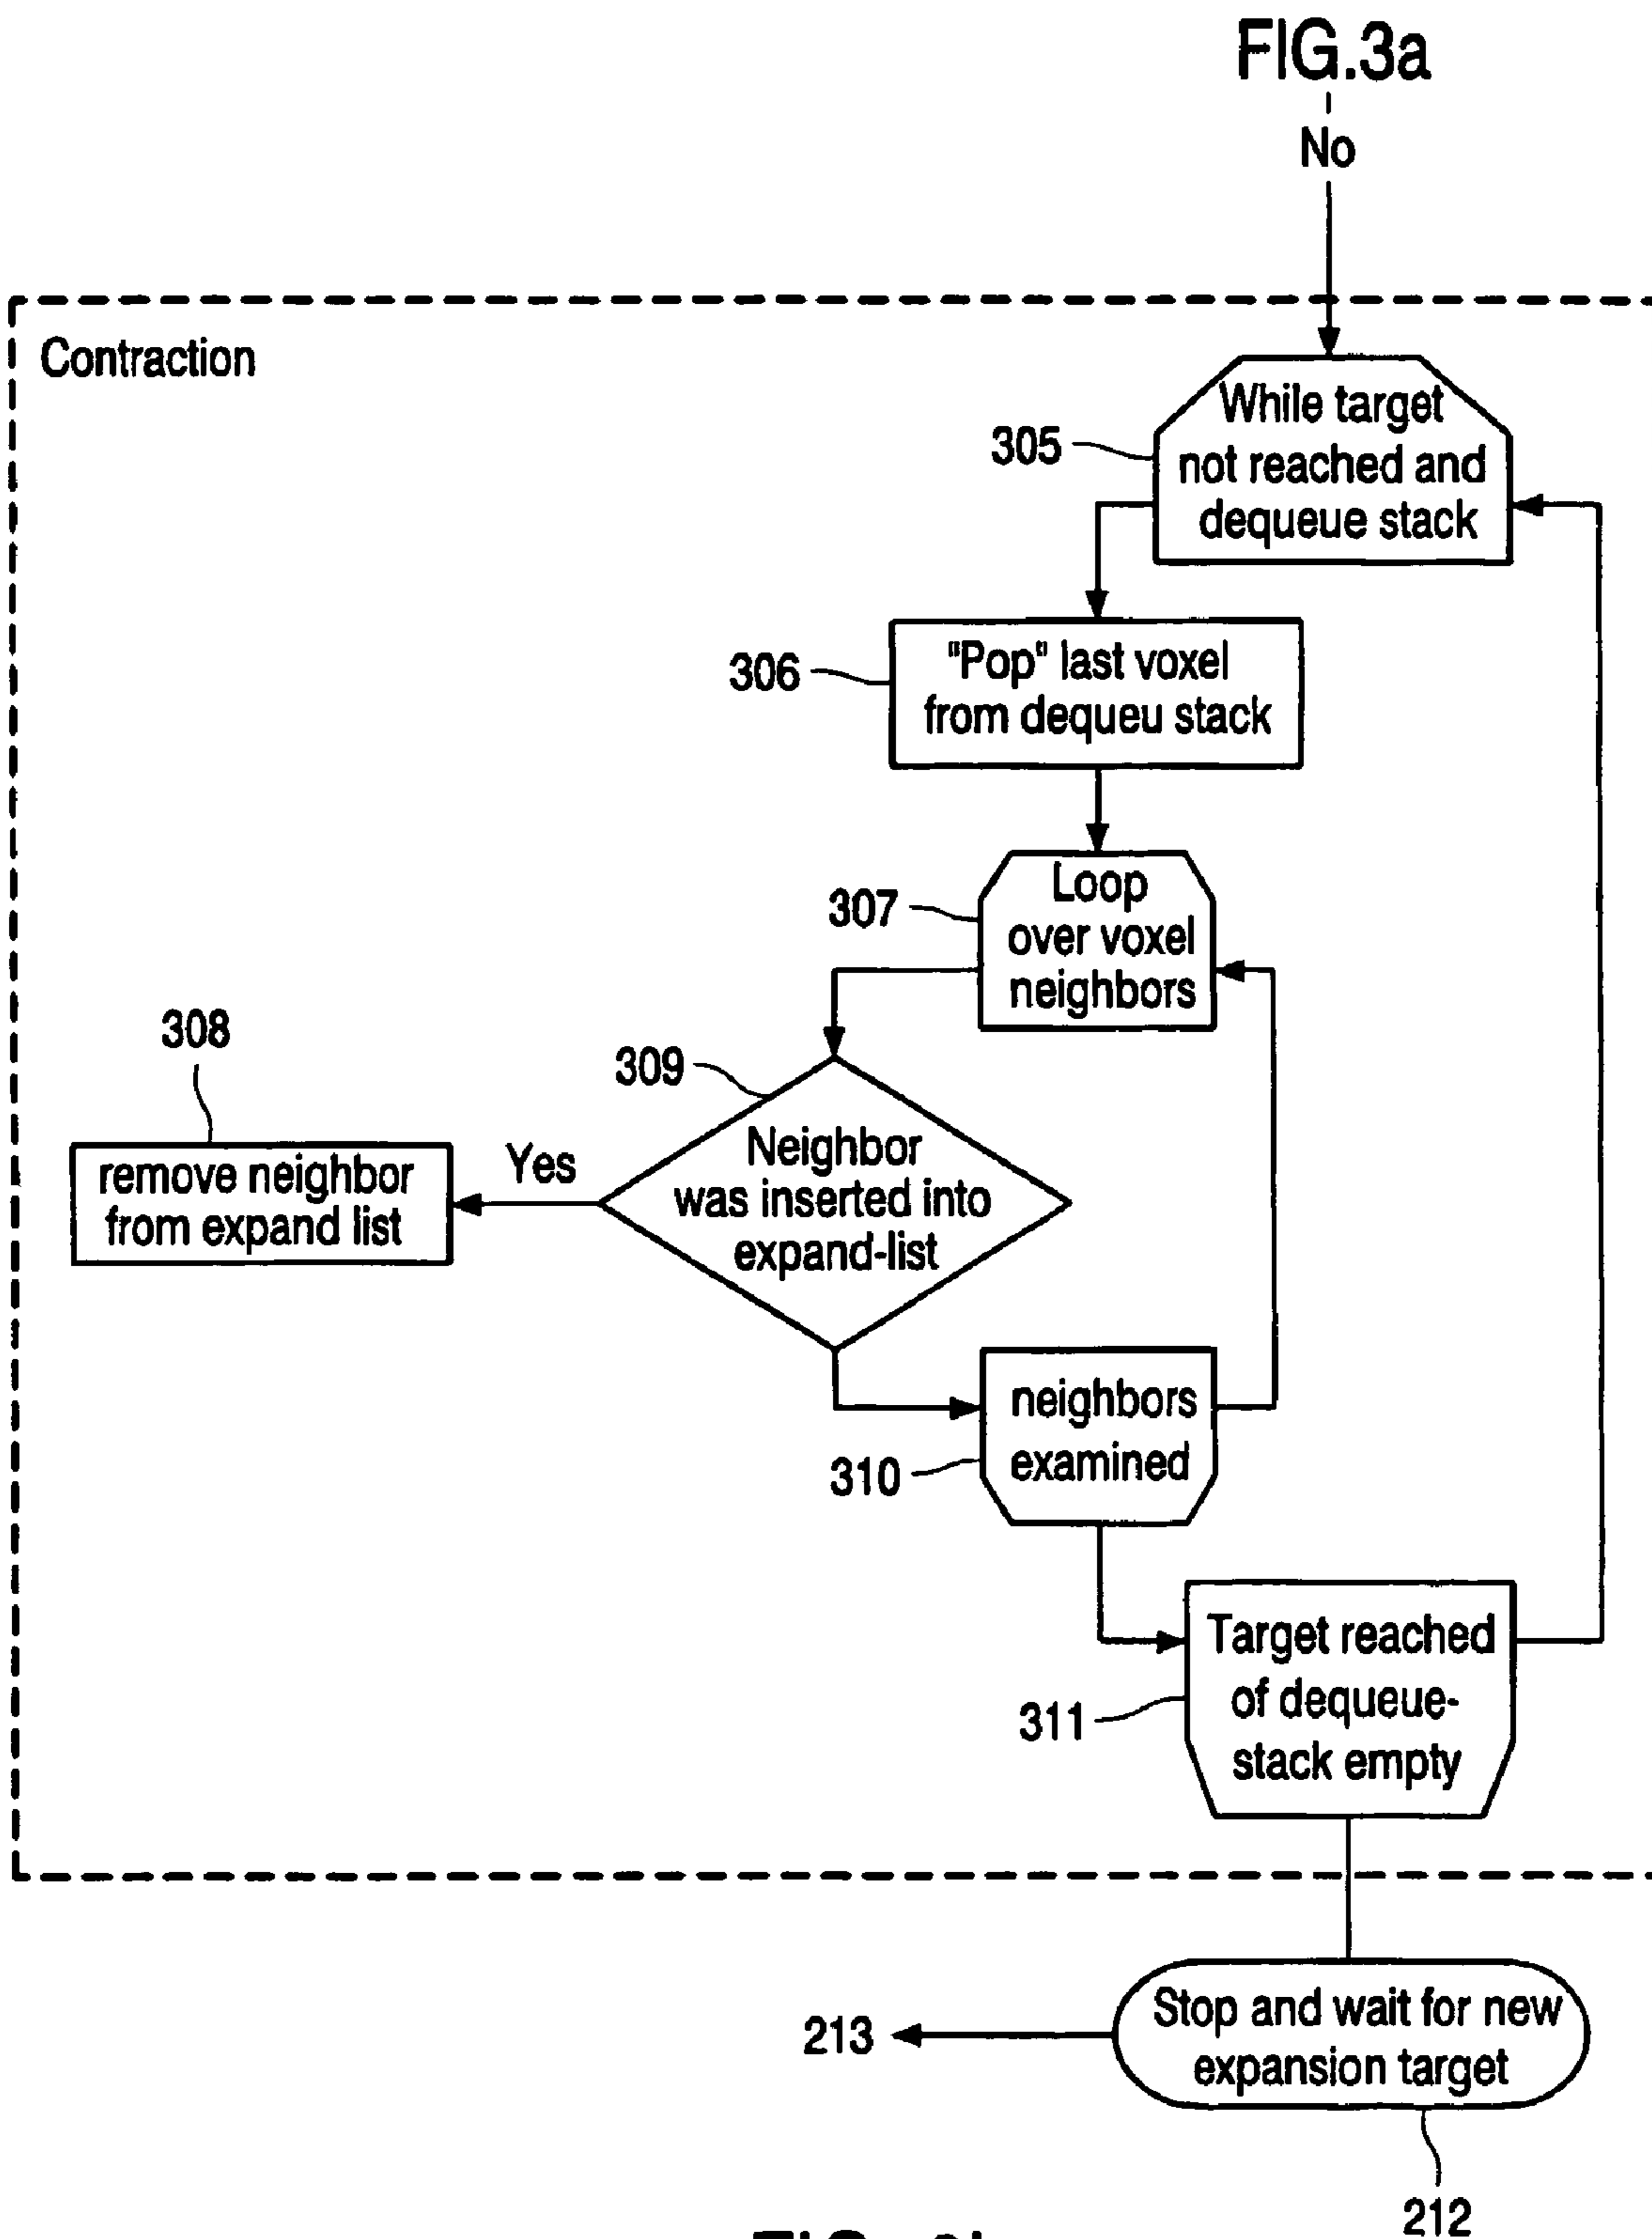 FIG.3a
No
Contraction
While target
not reached and
dequeue stack
305
"Pop" last voxel
from dequeu stack
306
Loop
over voxel
neighbors
307
308
309
remove neighbor
from expand list
Yes
Neighbor
was inserted into
expand-list
neighbors
examined
310
Target reached
of dequeue-
stack empty
311
Stop and wait for new
expansion target
213
212